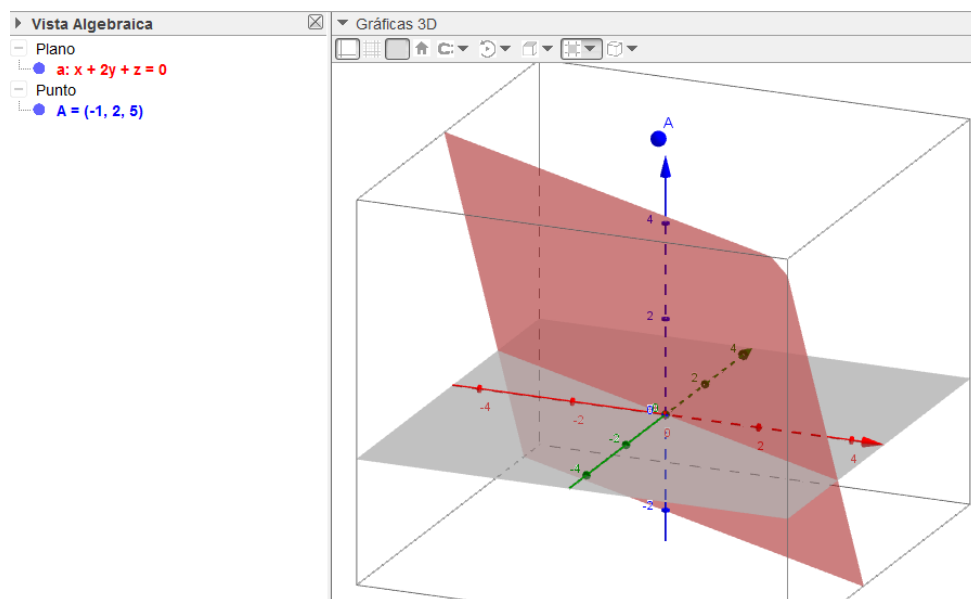 Vista Algebraica
Plano
a: x + 2y + z = 0
Punto
A = (-1, 2, 5)
Gráficas 3D
A
4
2
4
2
-4
-2
0
2
4
-2
-4
-2